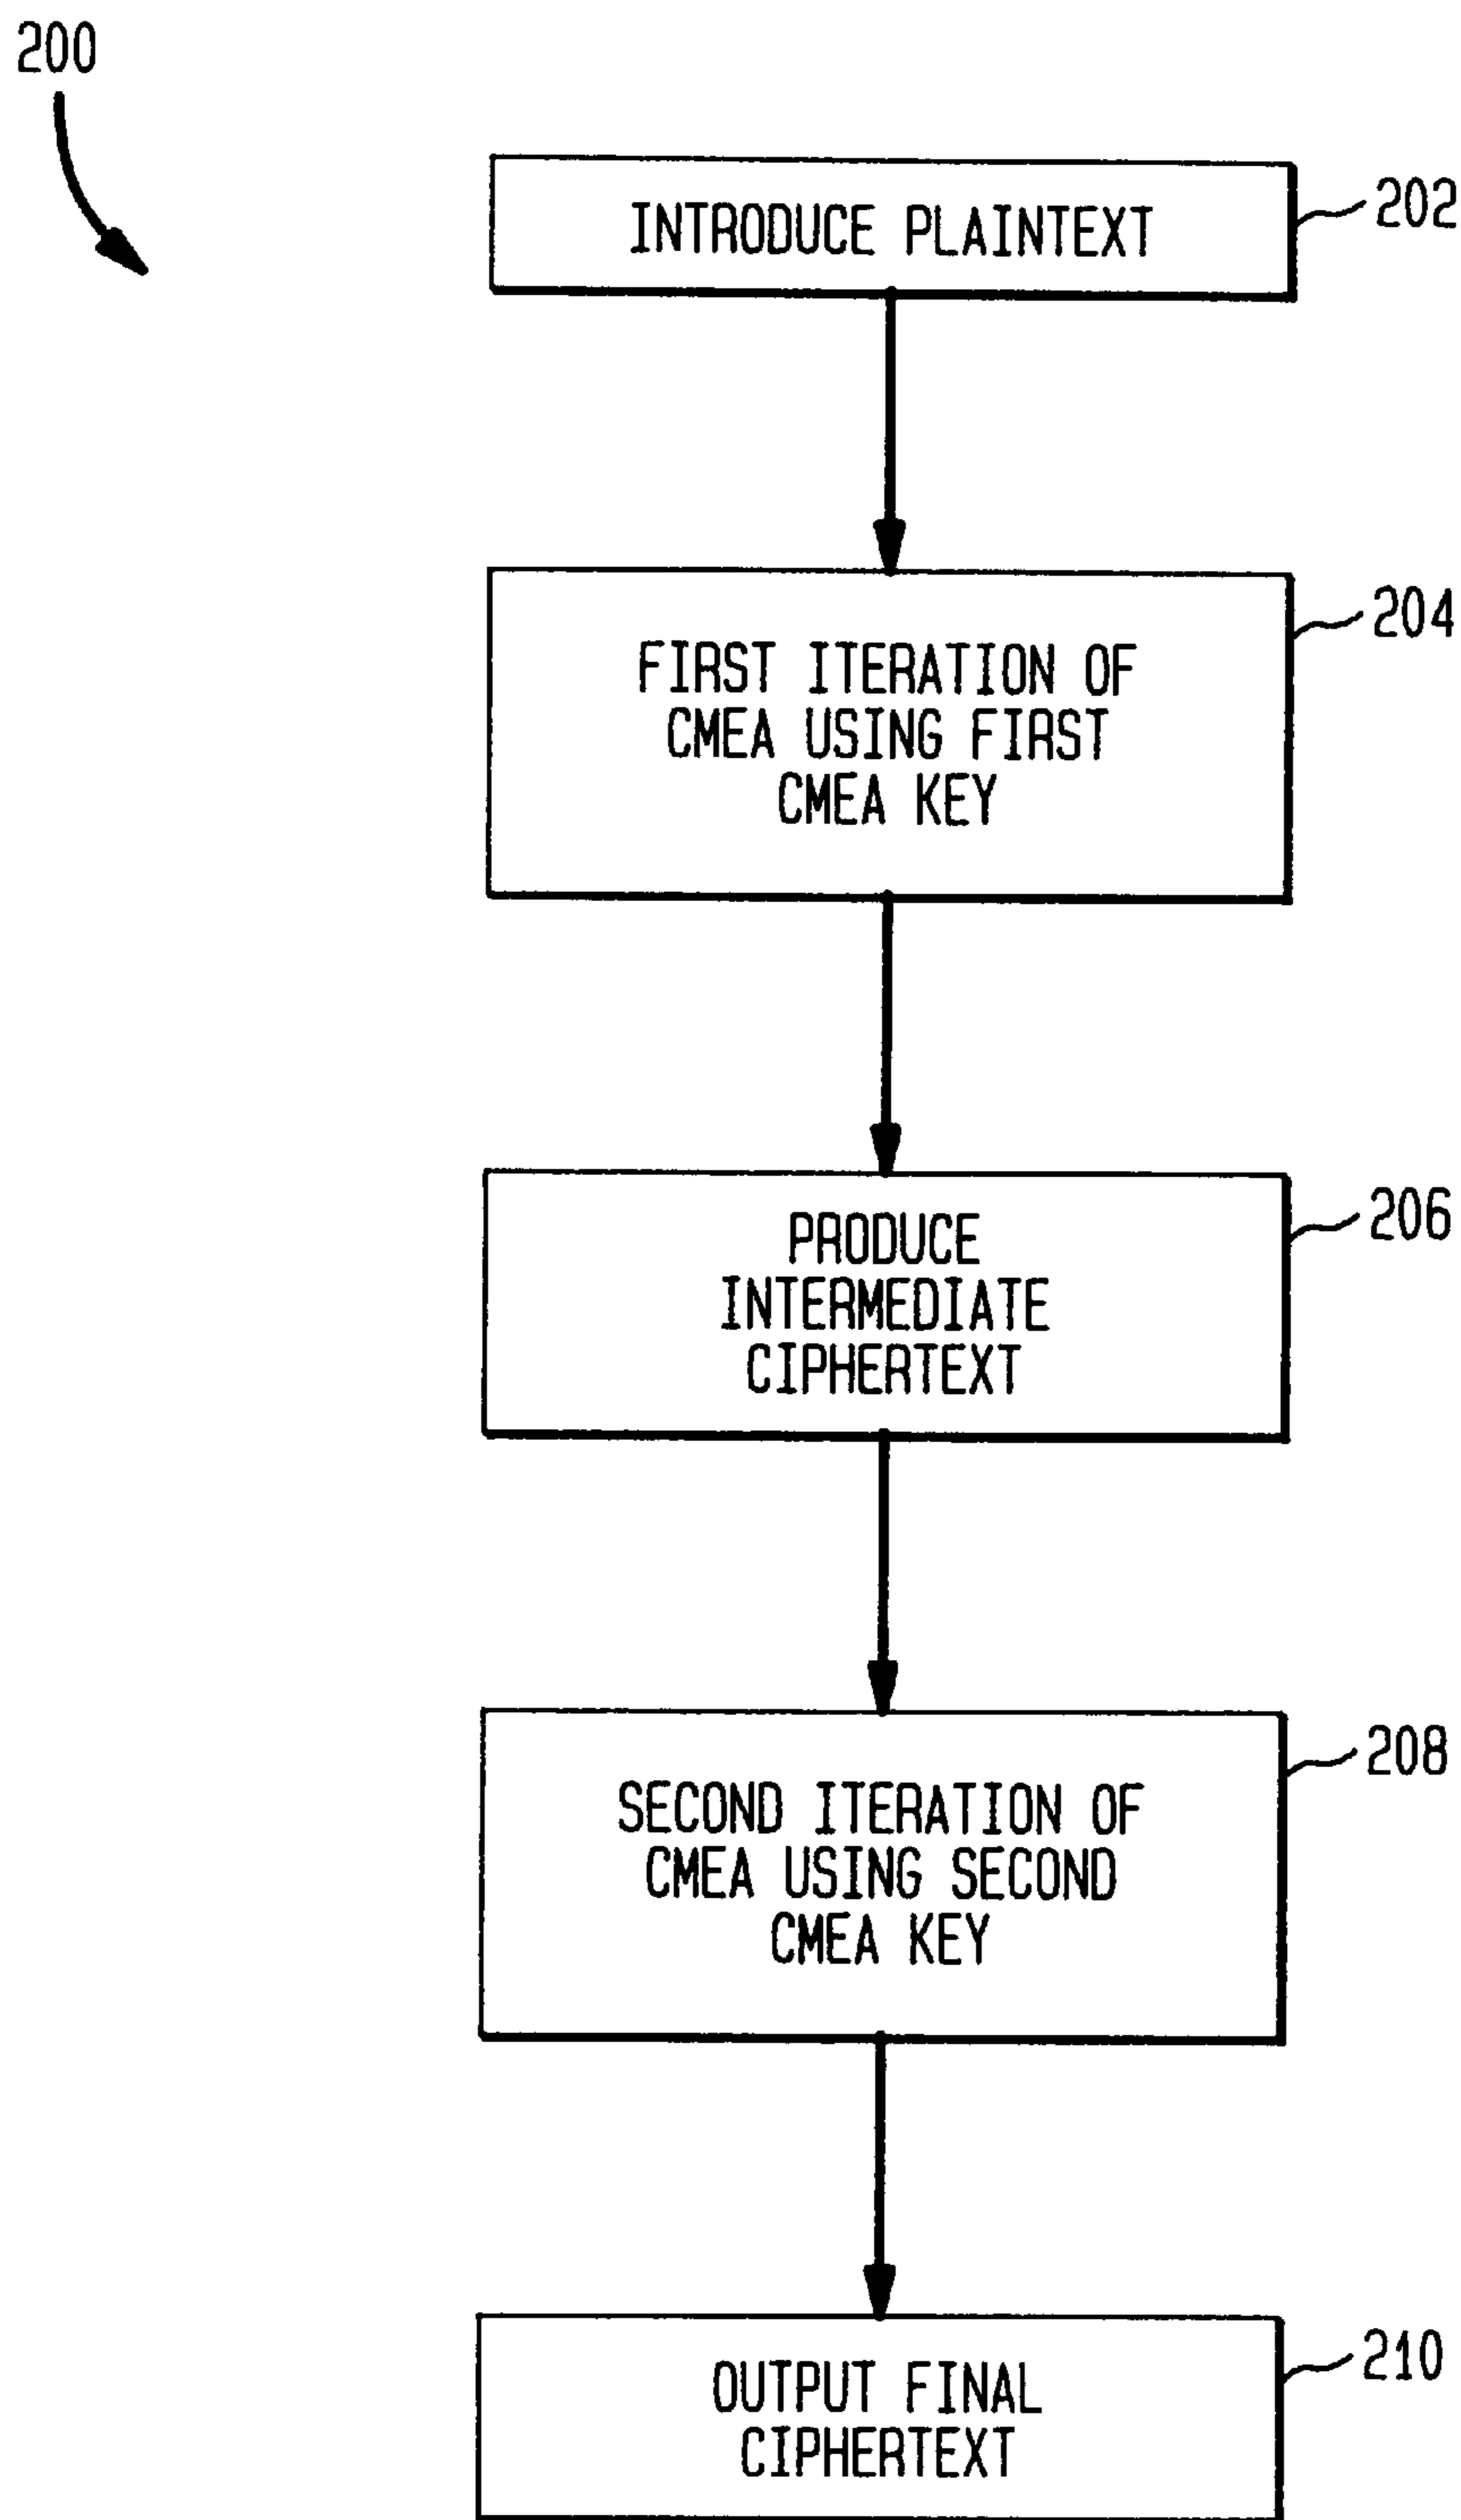 200
INTRODUCE PLAINTEXT
202
FIRST ITERATION OF
CMEA USING FIRST
CMEA KEY
204
PRODUCE
INTERMEDIATE
CIPHERTEXT
206
SECOND ITERATION OF
CMEA USING SECOND
CMEA KEY
208
OUTPUT FINAL
CIPHERTEXT
210